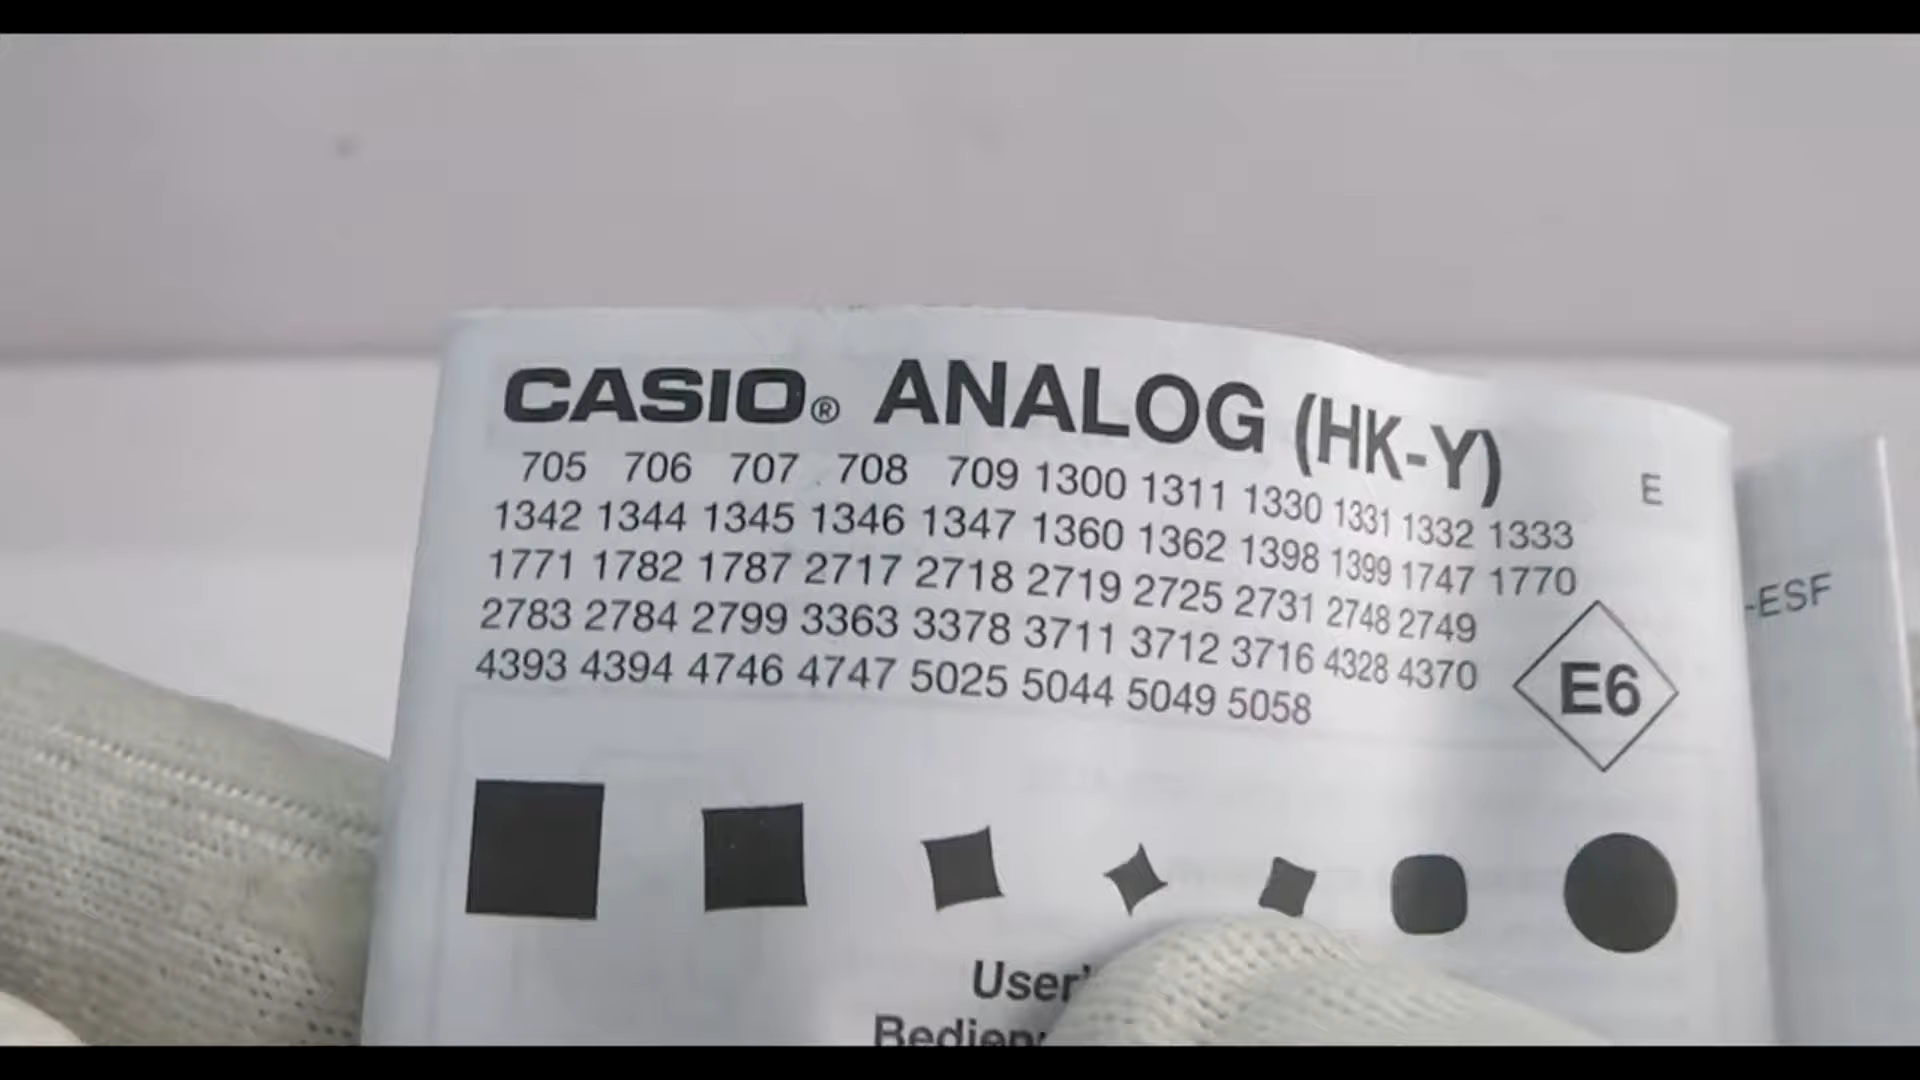 CASIO® ANALOG (HK-Y)
E
705 706 707 708 709 1300 1311 1330 1331 1332 1333
1342 1344 1345 1346 1347 1360 1362 1398 1399 1747 1770
1771 1782 1787 2717 2718 2719 2725 2731 2748 2749
2783 2784 2799 3363 3378 3711 3712 3716 4328 4370
4393 4394 4746 4747 5025 5044 5049 5058
E6
-ESF
User'